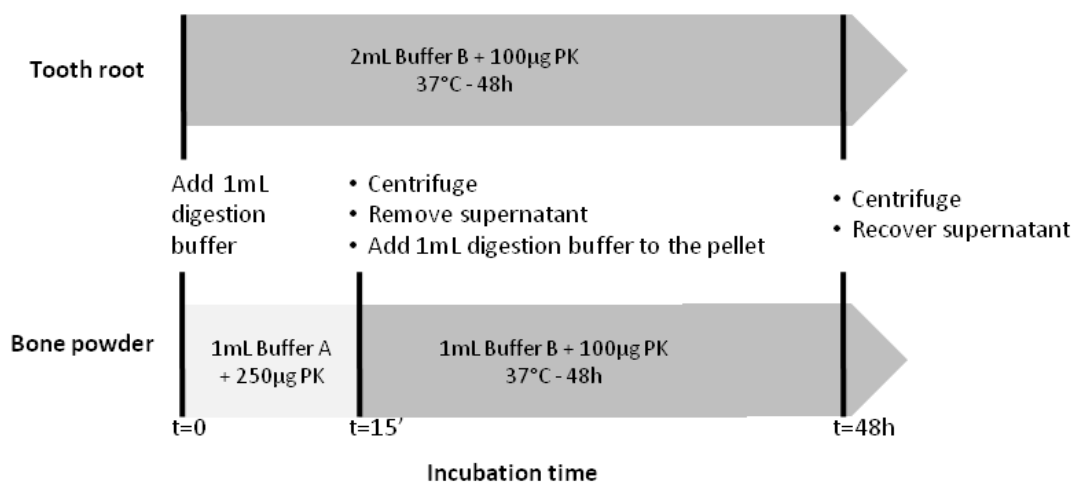 Tooth root
2mL Buffer B + 100µg PK
37°C - 48h
Add 1mL
digestion
buffer
• Centrifuge
• Remove supernatant
• Add 1mL digestion buffer to the pellet
• Centrifuge
• Recover supernatant
Bone powder
1mL Buffer A
+ 250µg PK
1mL Buffer B + 100µg PK
37°C - 48h
t=0
t=15'
t=48h
Incubation time